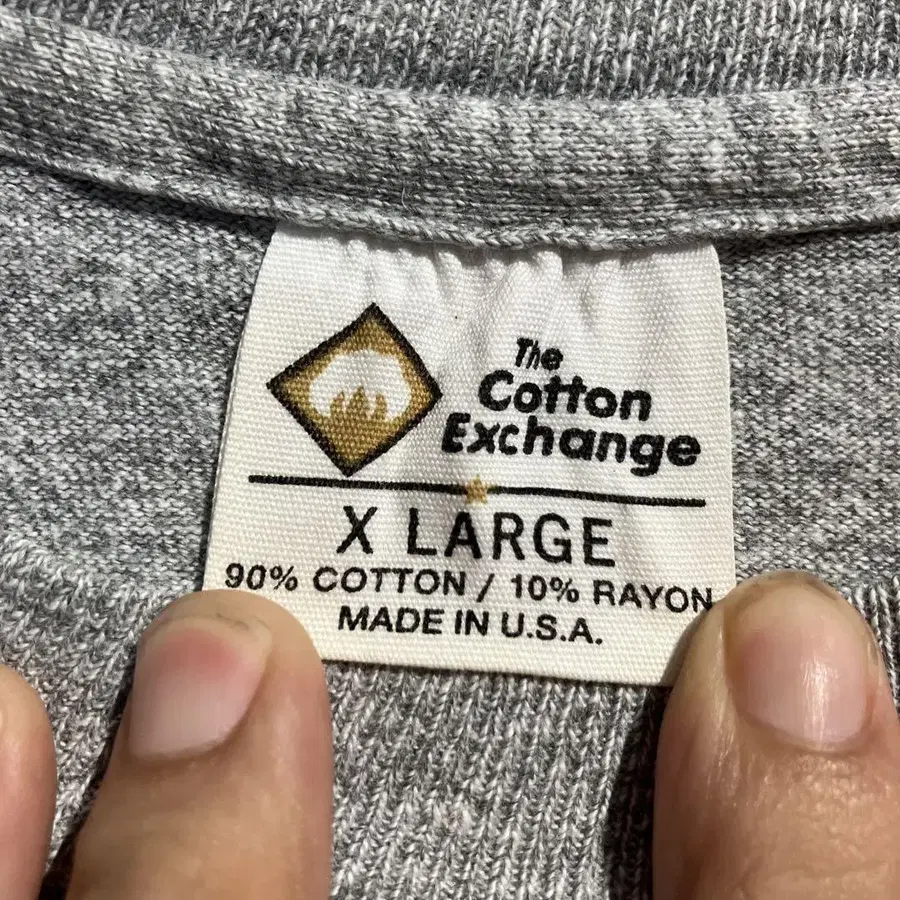 The
Cotton
Exchange
X LARGE
90% COTTON / 10% RAYON
MADE IN U.S.A.